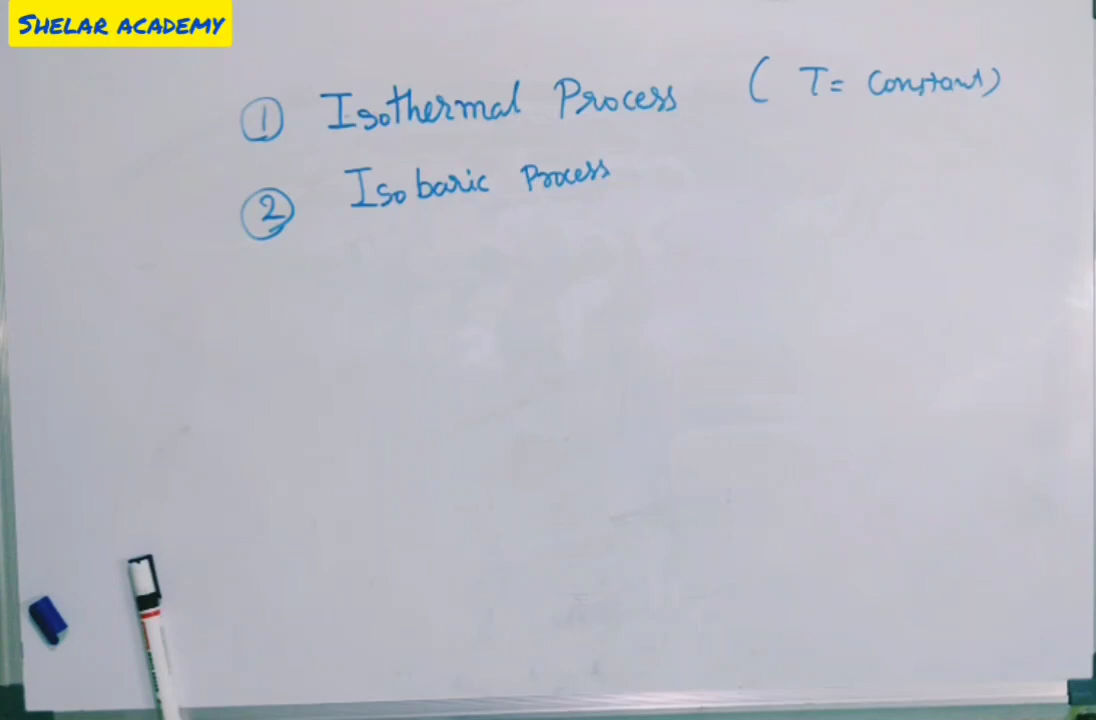 SHELAR ACADEMY
① Isothermal Process ( T= Constant)
② Isobaric Process